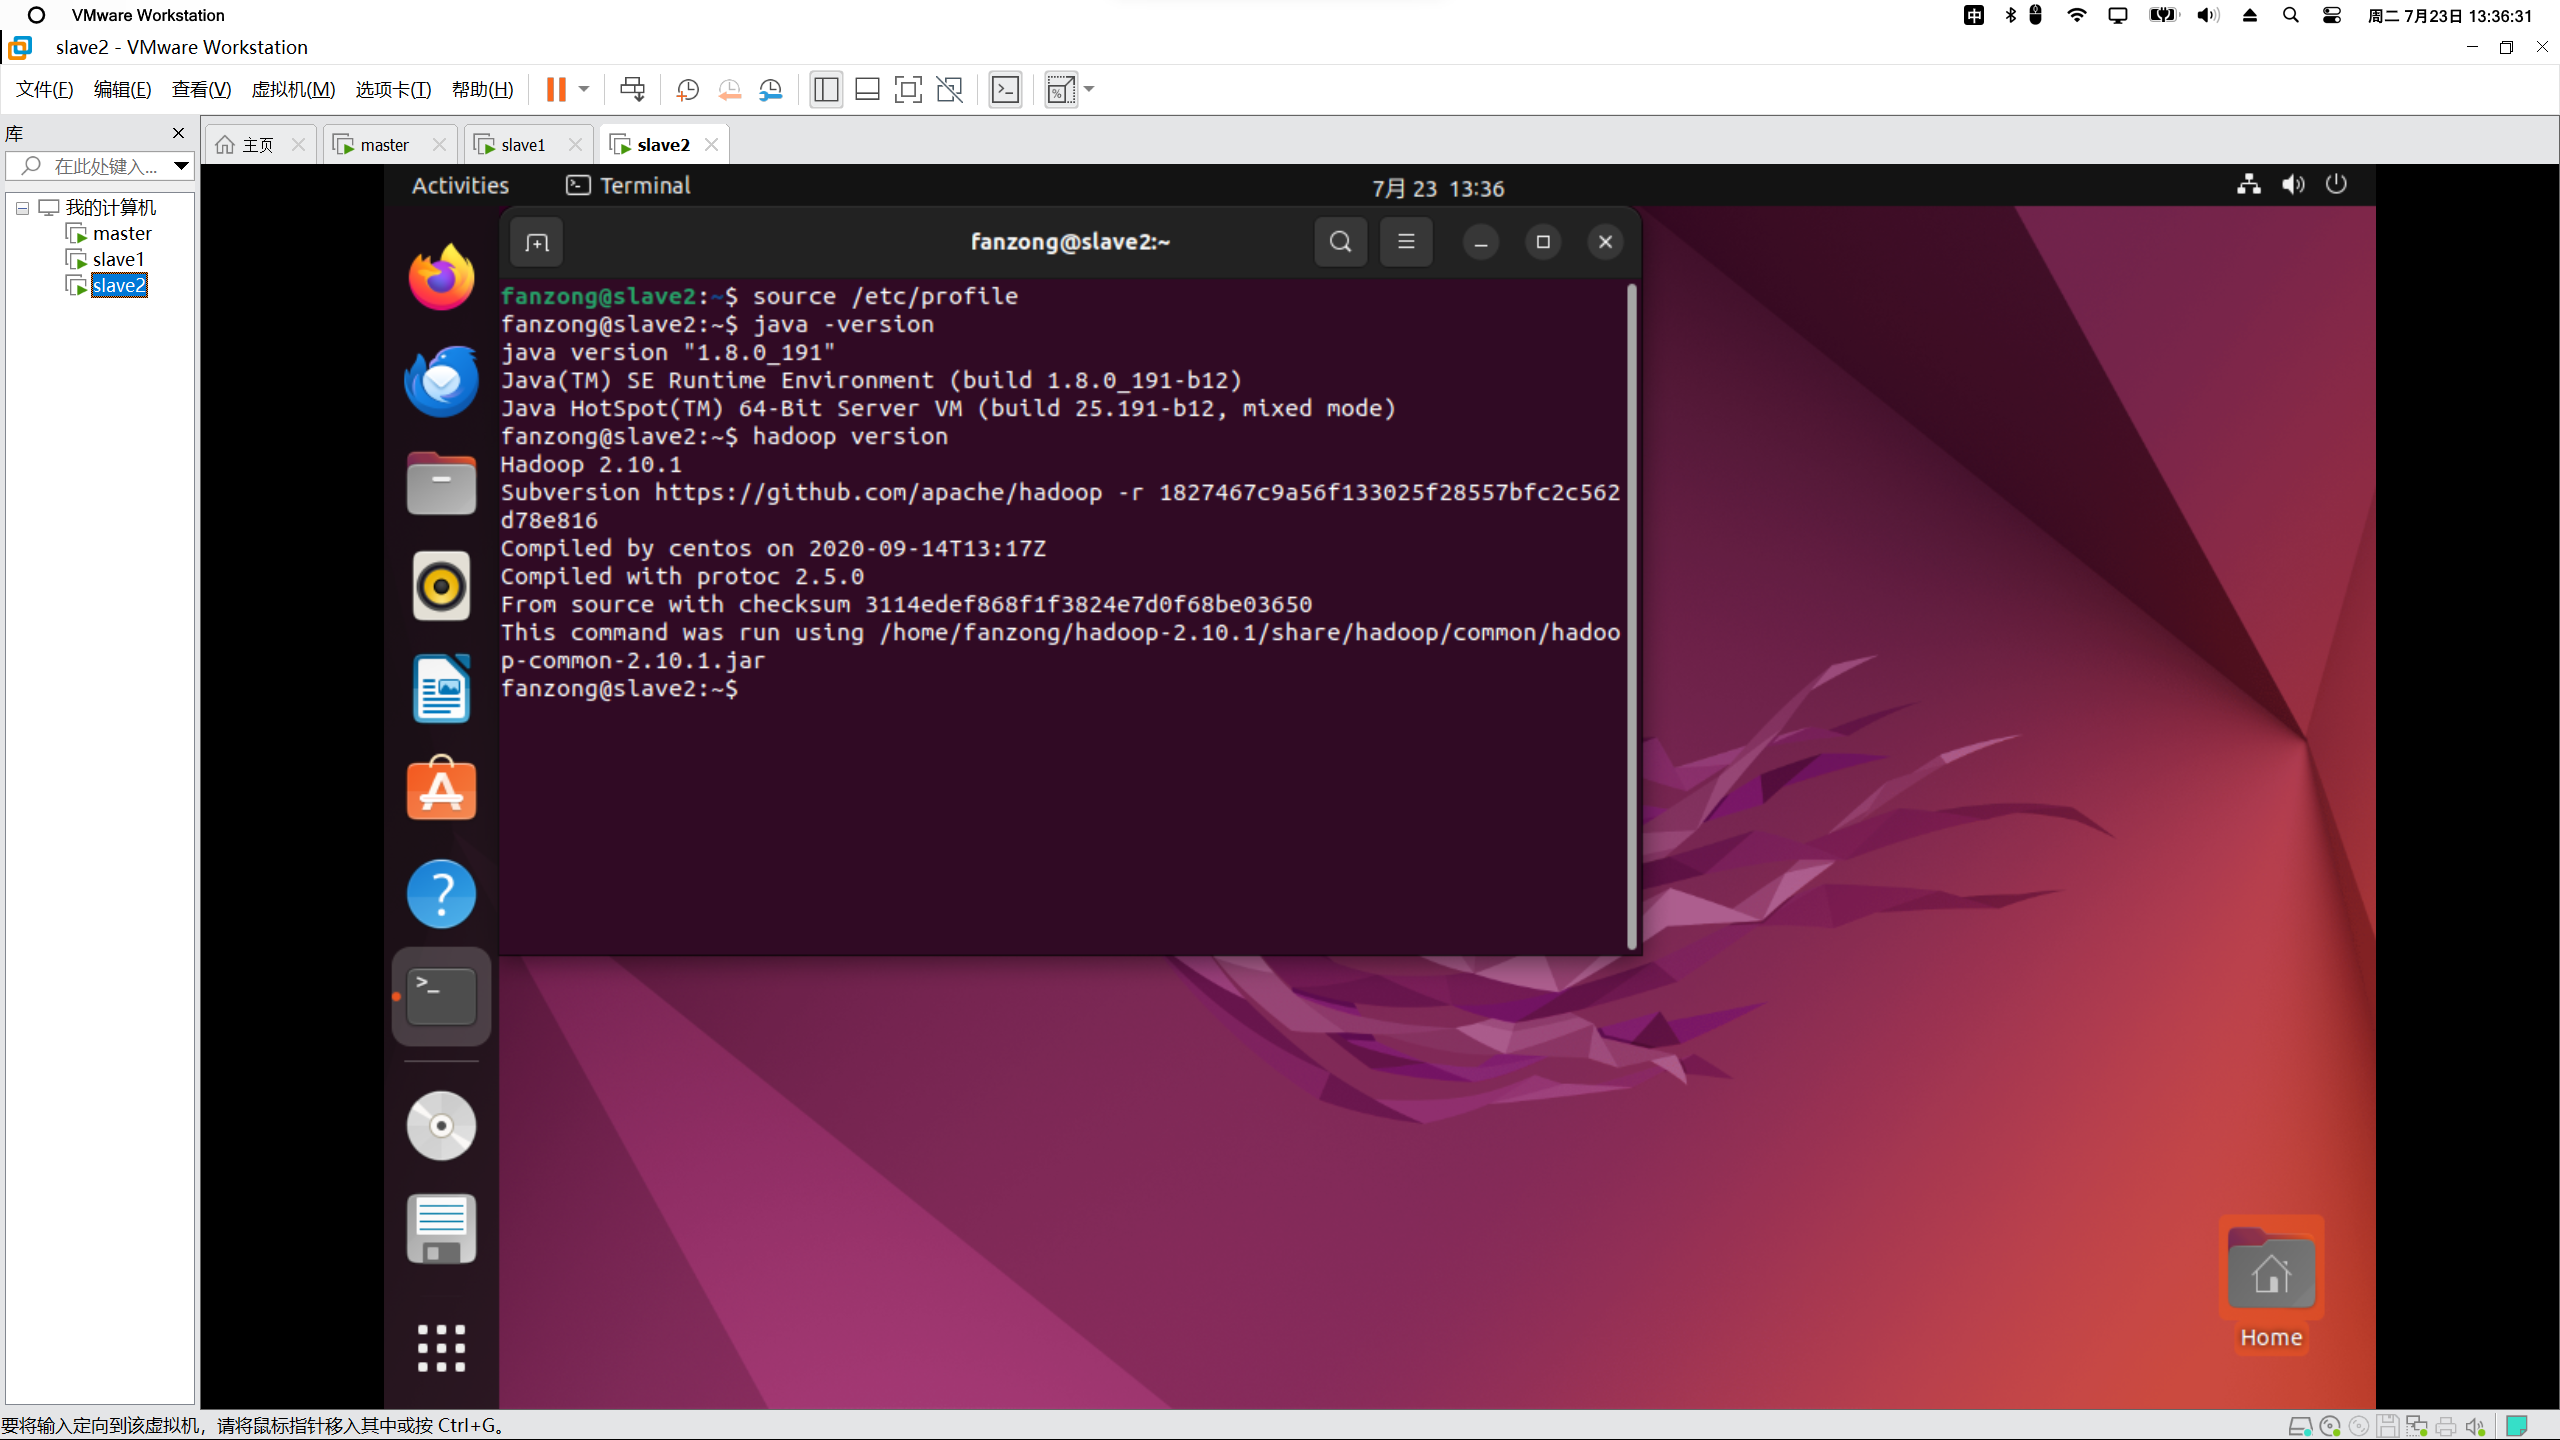 VMware Workstation
中
周二 7月23日 13:36:31
slave2 - VMware Workstation
文件(F) 编辑(E) 查看(V) 虚拟机(M) 选项卡(T) 帮助(H)
库
在此处键入...
我的计算机
master
slave1
slave2
主页
master
slave1
slave2
Activities
Terminal
7月 23 13:36
fanzong@slave2:~
fanzong@slave2:~$ source /etc/profile
fanzong@slave2:~$ java -version
java version "1.8.0_191"
Java(TM) SE Runtime Environment (build 1.8.0_191-b12)
Java HotSpot(TM) 64-Bit Server VM (build 25.191-b12, mixed mode)
fanzong@slave2:~$ hadoop version
Hadoop 2.10.1
Subversion https://github.com/apache/hadoop -r 1827467c9a56f133025f28557bfc2c562
d78e816
Compiled by centos on 2020-09-14T13:17Z
Compiled with protoc 2.5.0
From source with checksum 3114edef868f1f3824e7d0f68be03650
This command was run using /home/fanzong/hadoop-2.10.1/share/hadoop/common/hadoo
p-common-2.10.1.jar
fanzong@slave2:~$
Home
要将输入定向到该虚拟机，请将鼠标指针移入其中或按 Ctrl+G。